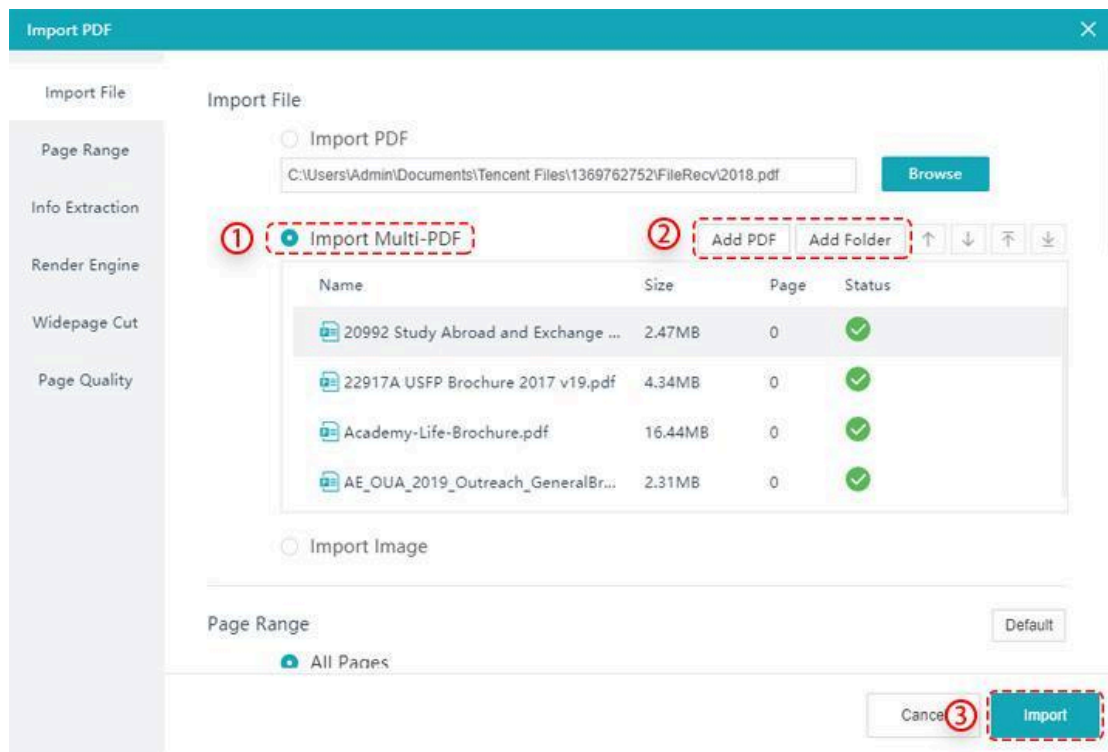 Import PDF
Import File
Page Range
Info Extraction
Render Engine
Widepage Cut
Page Quality
Import File
Import PDF
C:\Users\Admin\Documents\Tencent Files\1369762752\FileRecv\2018.pdf Browse
① Import Multi-PDF ② Add PDF Add Folder
Name Size Page Status
20992 Study Abroad and Exchange ... 2.47MB 0
22917A USFP Brochure 2017 v19.pdf 4.34MB 0
Academy-Life-Brochure.pdf 16.44MB 0
AE_OUA_2019_Outreach_GeneralBr... 2.31MB 0
Import Image
Page Range Default
All Pages
Cancel ③ Import